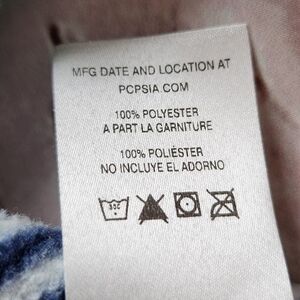 MFG DATE AND LOCATION AT
PCPSIA.COM
100% POLYESTER
A PART LA GARNITURE
100% POLIÉSTER
NO INCLUYE EL ADORNO